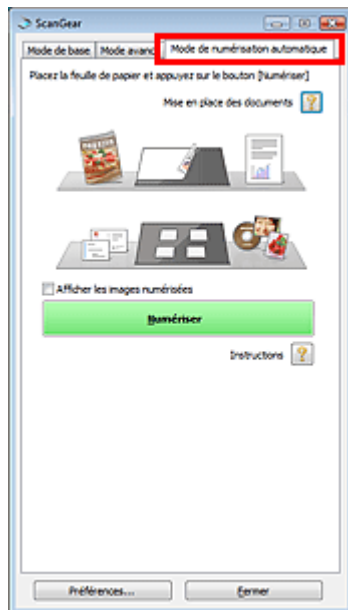 ScanGear
Mode de base Mode avanc Mode de numérisation automatique
Placez la feuille de papier et appuyez sur le bouton [Numériser]
Mise en place des documents
Afficher les images numérisées
Numériser
Instructions
Préférences... Fermer